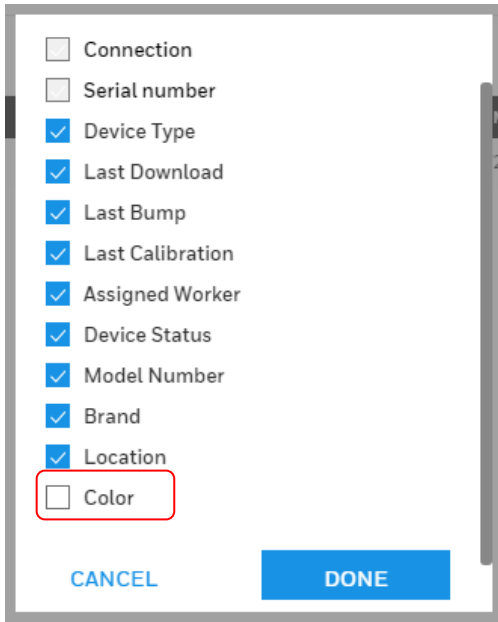 Connection
Serial number
Device Type
Last Download
Last Bump
Last Calibration
Assigned Worker
Device Status
Model Number
Brand
Location
Color
CANCEL DONE